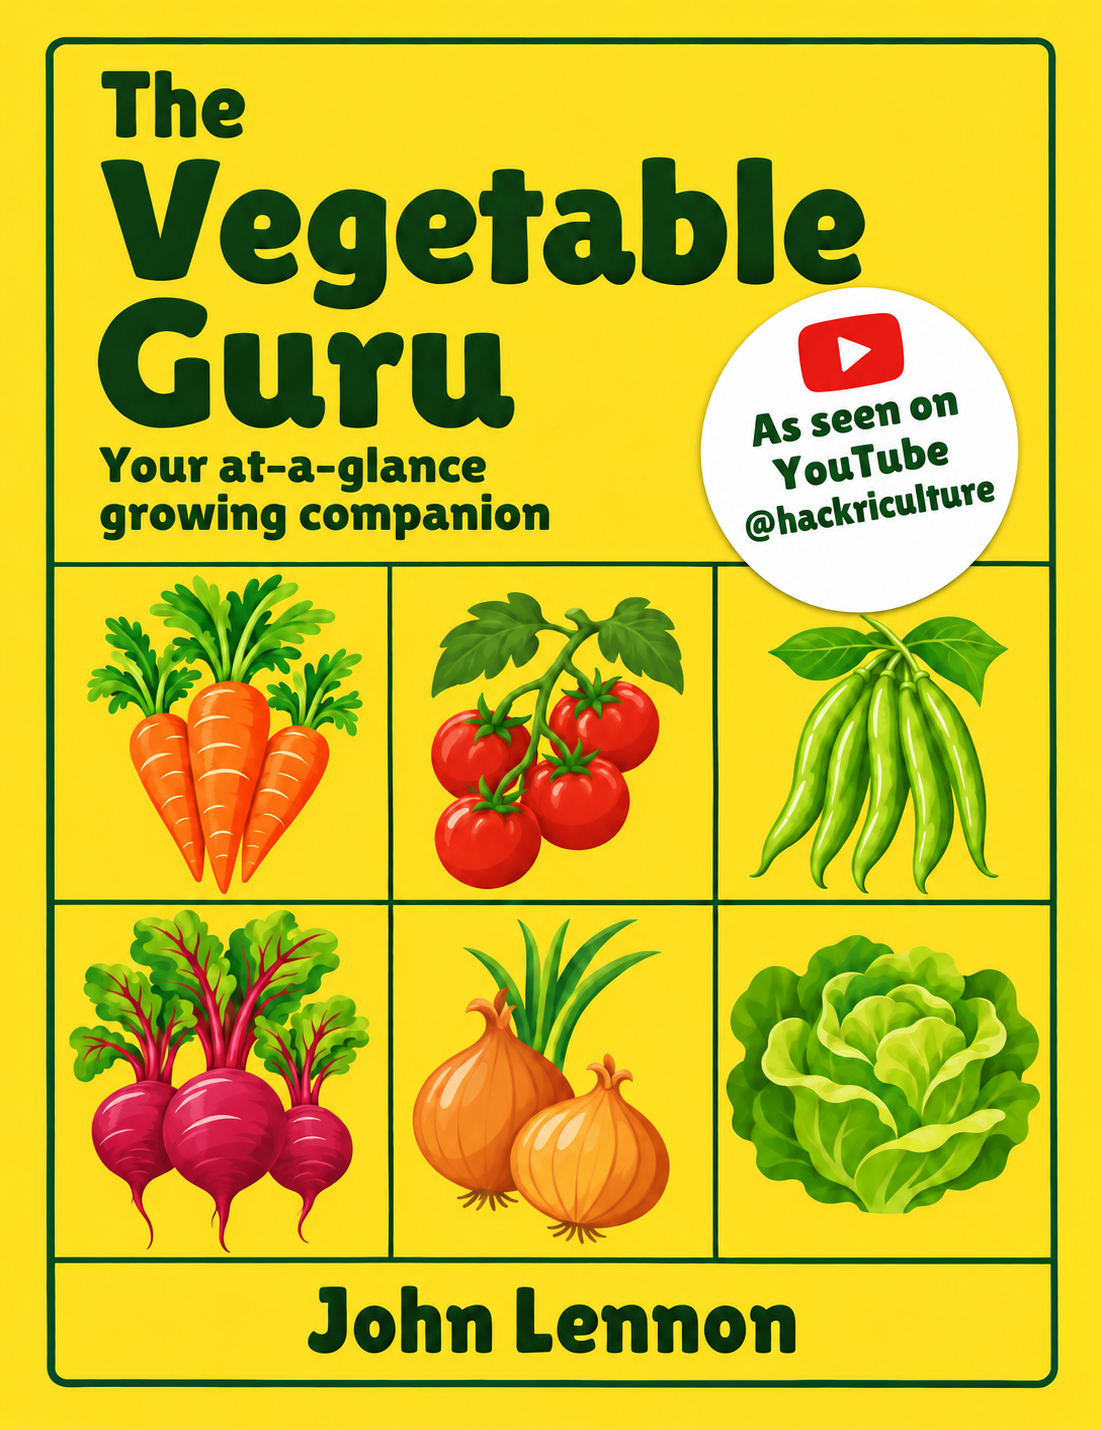 The
Vegetable
Guru
Your at-a-glance
growing companion
As seen on
YouTube
@hackriculture
John Lennon